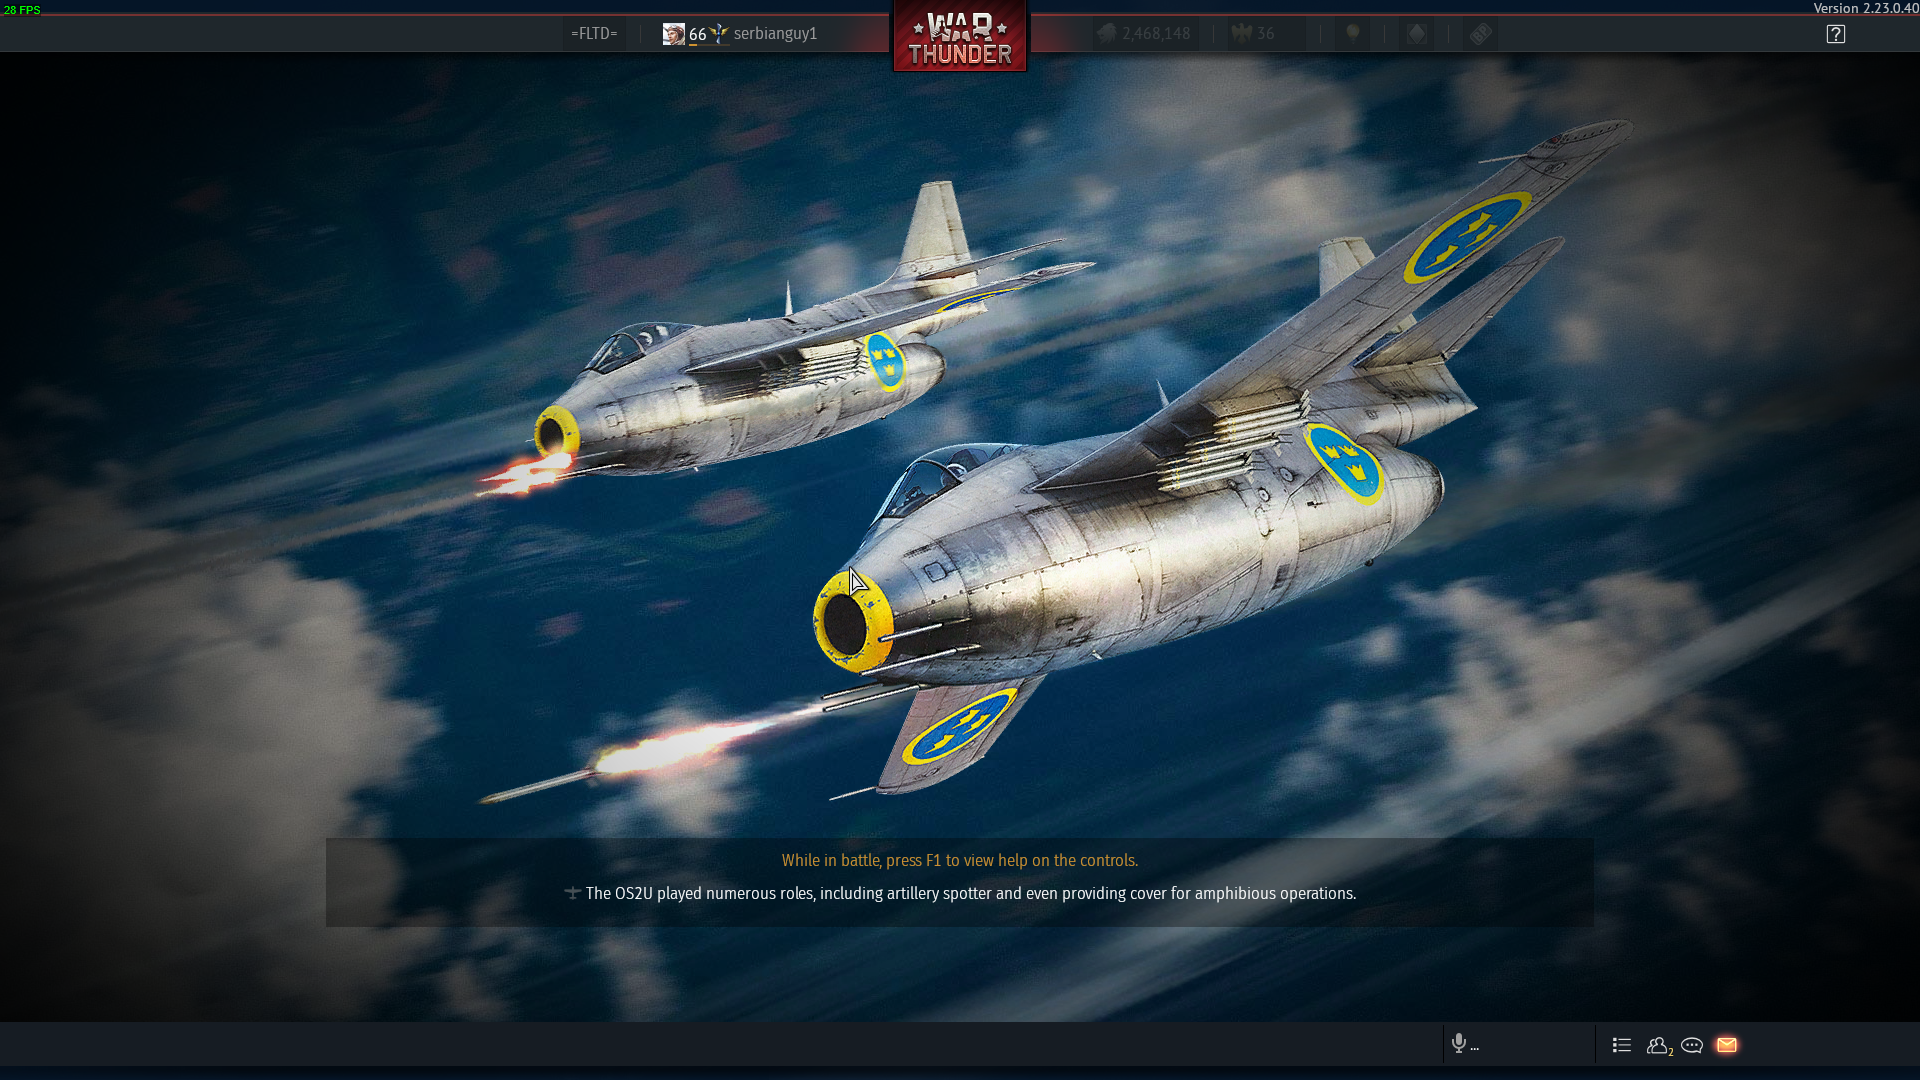 28 FPS
Version 2.23.0.40
=FLTD=
66 serbianguy1
WAR
THUNDER
2,468,148
36
?
While in battle, press F1 to view help on the controls.
The OS2U played numerous roles, including artillery spotter and even providing cover for amphibious operations.
...
2